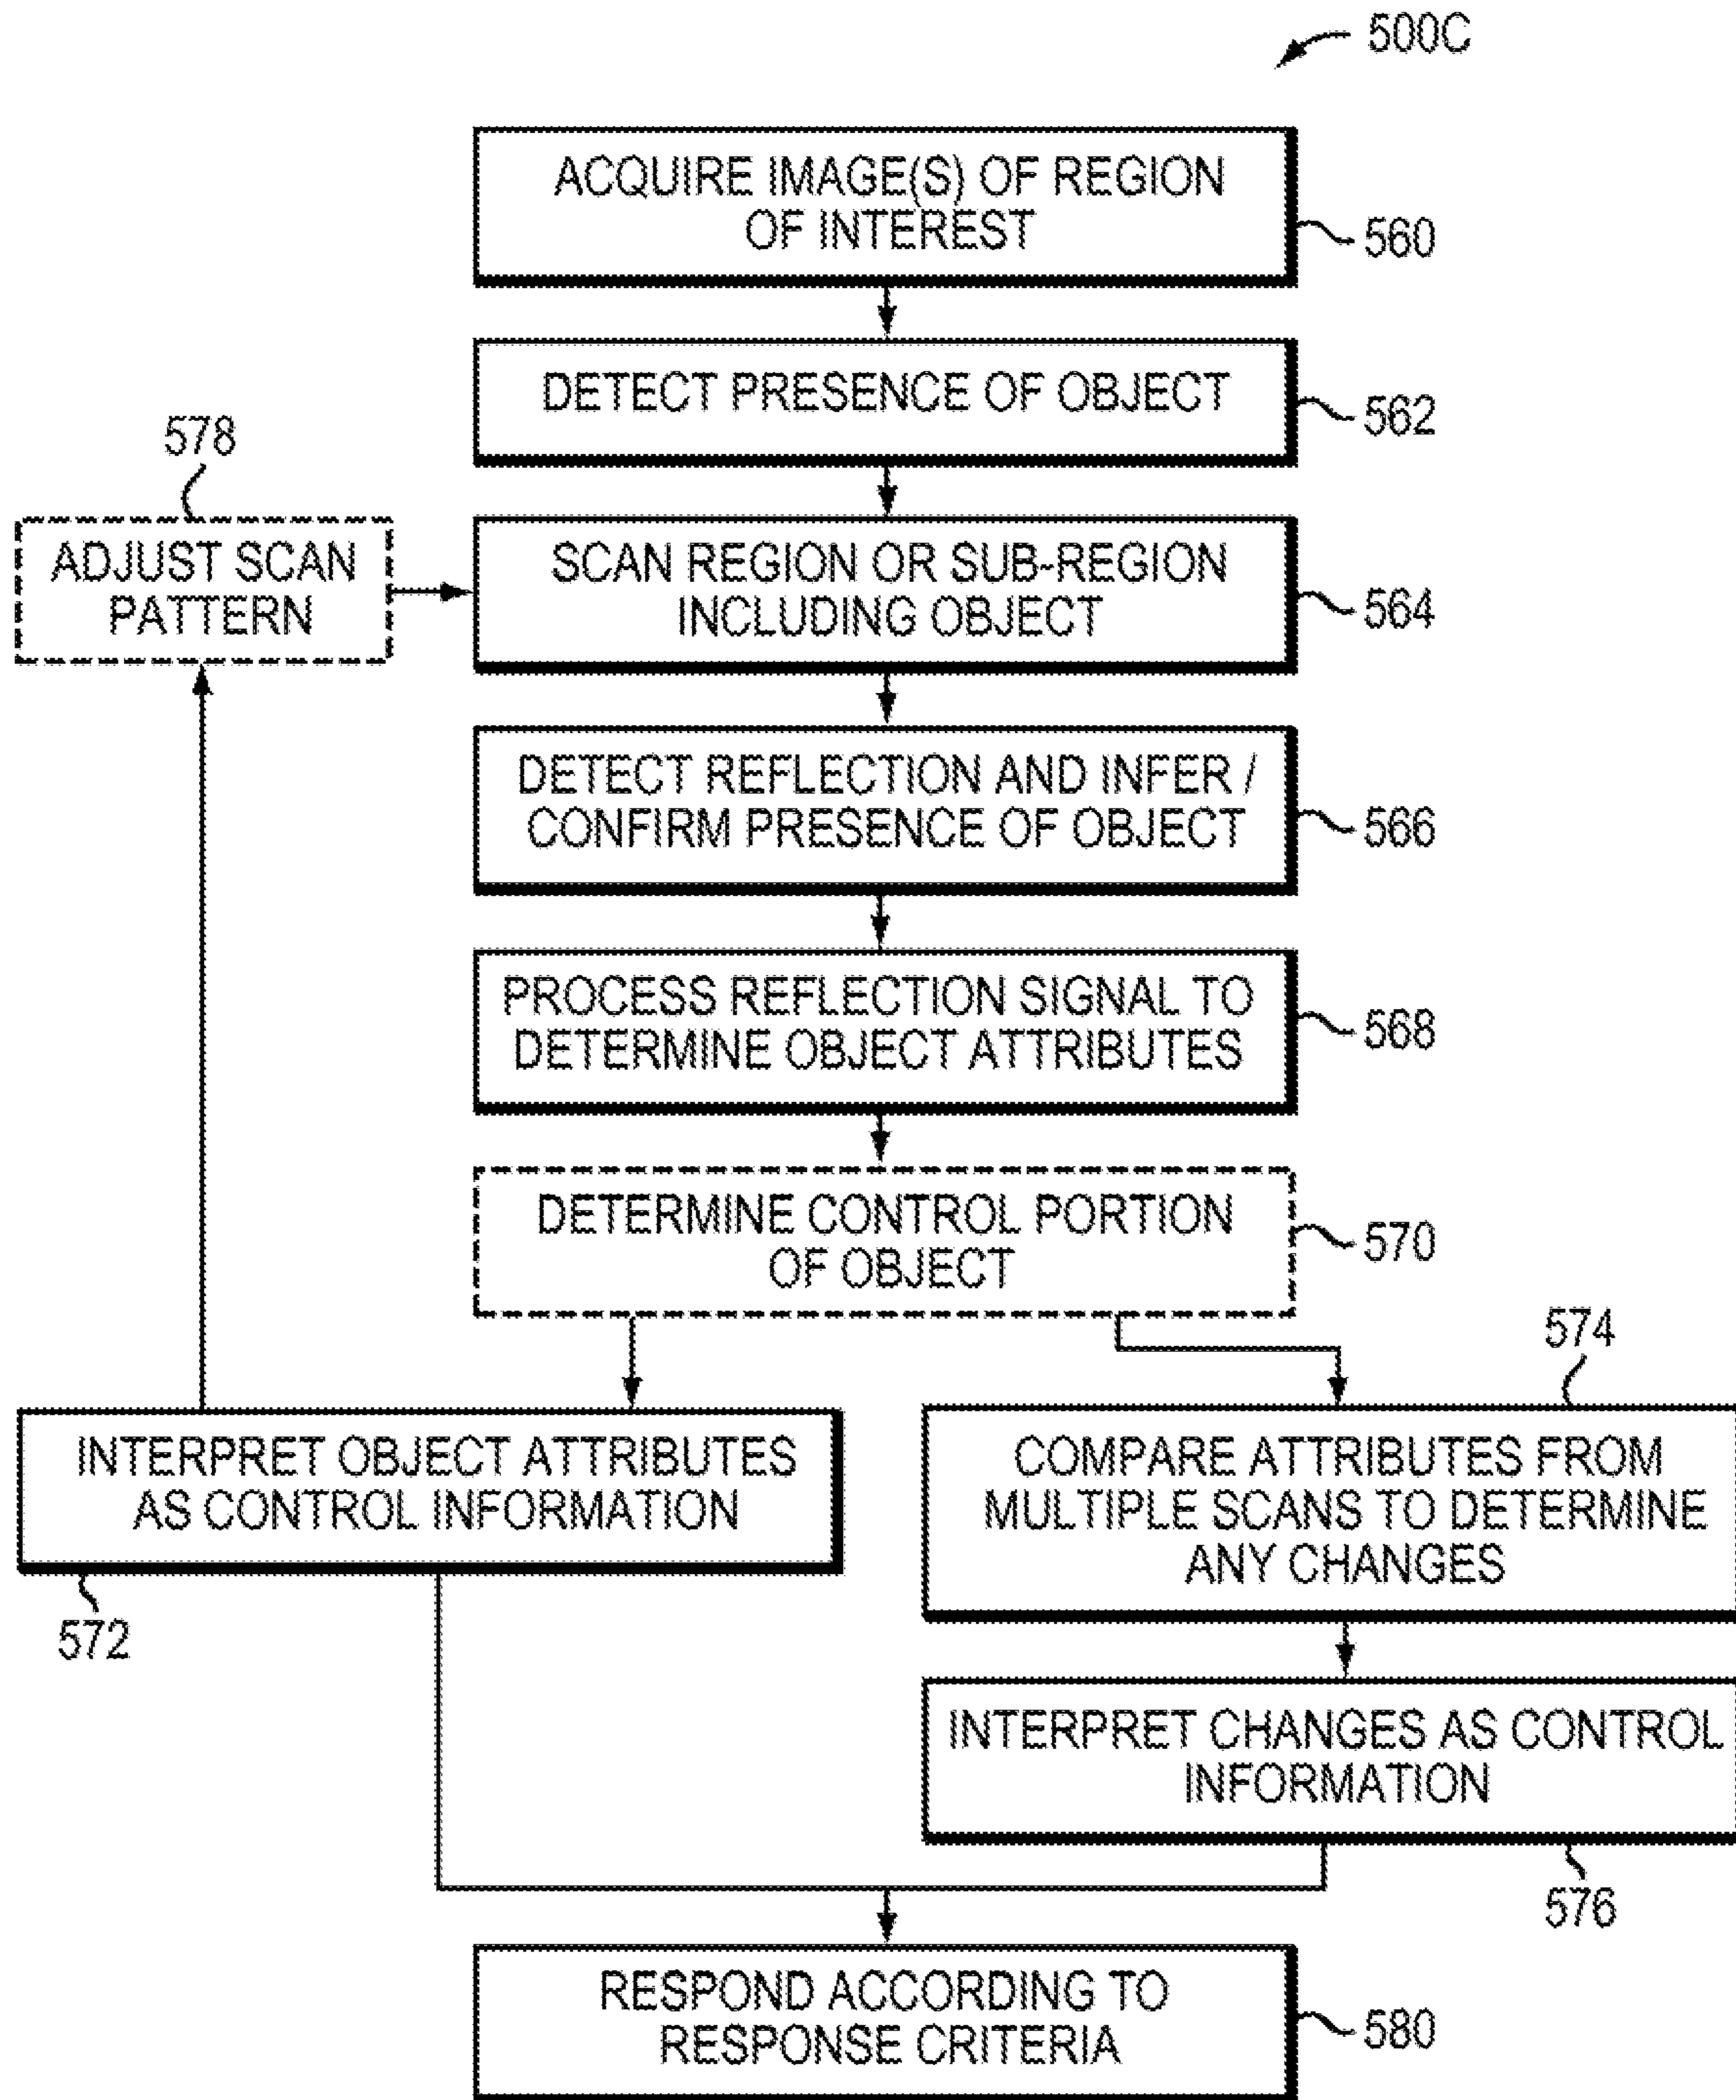 500C
ACQUIRE IMAGE(S) OF REGION
OF INTEREST
560
DETECT PRESENCE OF OBJECT
562
578
ADJUST SCAN
PATTERN
SCAN REGION OR SUB-REGION
INCLUDING OBJECT
564
DETECT REFLECTION AND INFER /
CONFIRM PRESENCE OF OBJECT
566
PROCESS REFLECTION SIGNAL TO
DETERMINE OBJECT ATTRIBUTES
568
DETERMINE CONTROL PORTION
OF OBJECT
570
574
INTERPRET OBJECT ATTRIBUTES
AS CONTROL INFORMATION
572
COMPARE ATTRIBUTES FROM
MULTIPLE SCANS TO DETERMINE
ANY CHANGES
INTERPRET CHANGES AS CONTROL
INFORMATION
576
RESPOND ACCORDING TO
RESPONSE CRITERIA
580